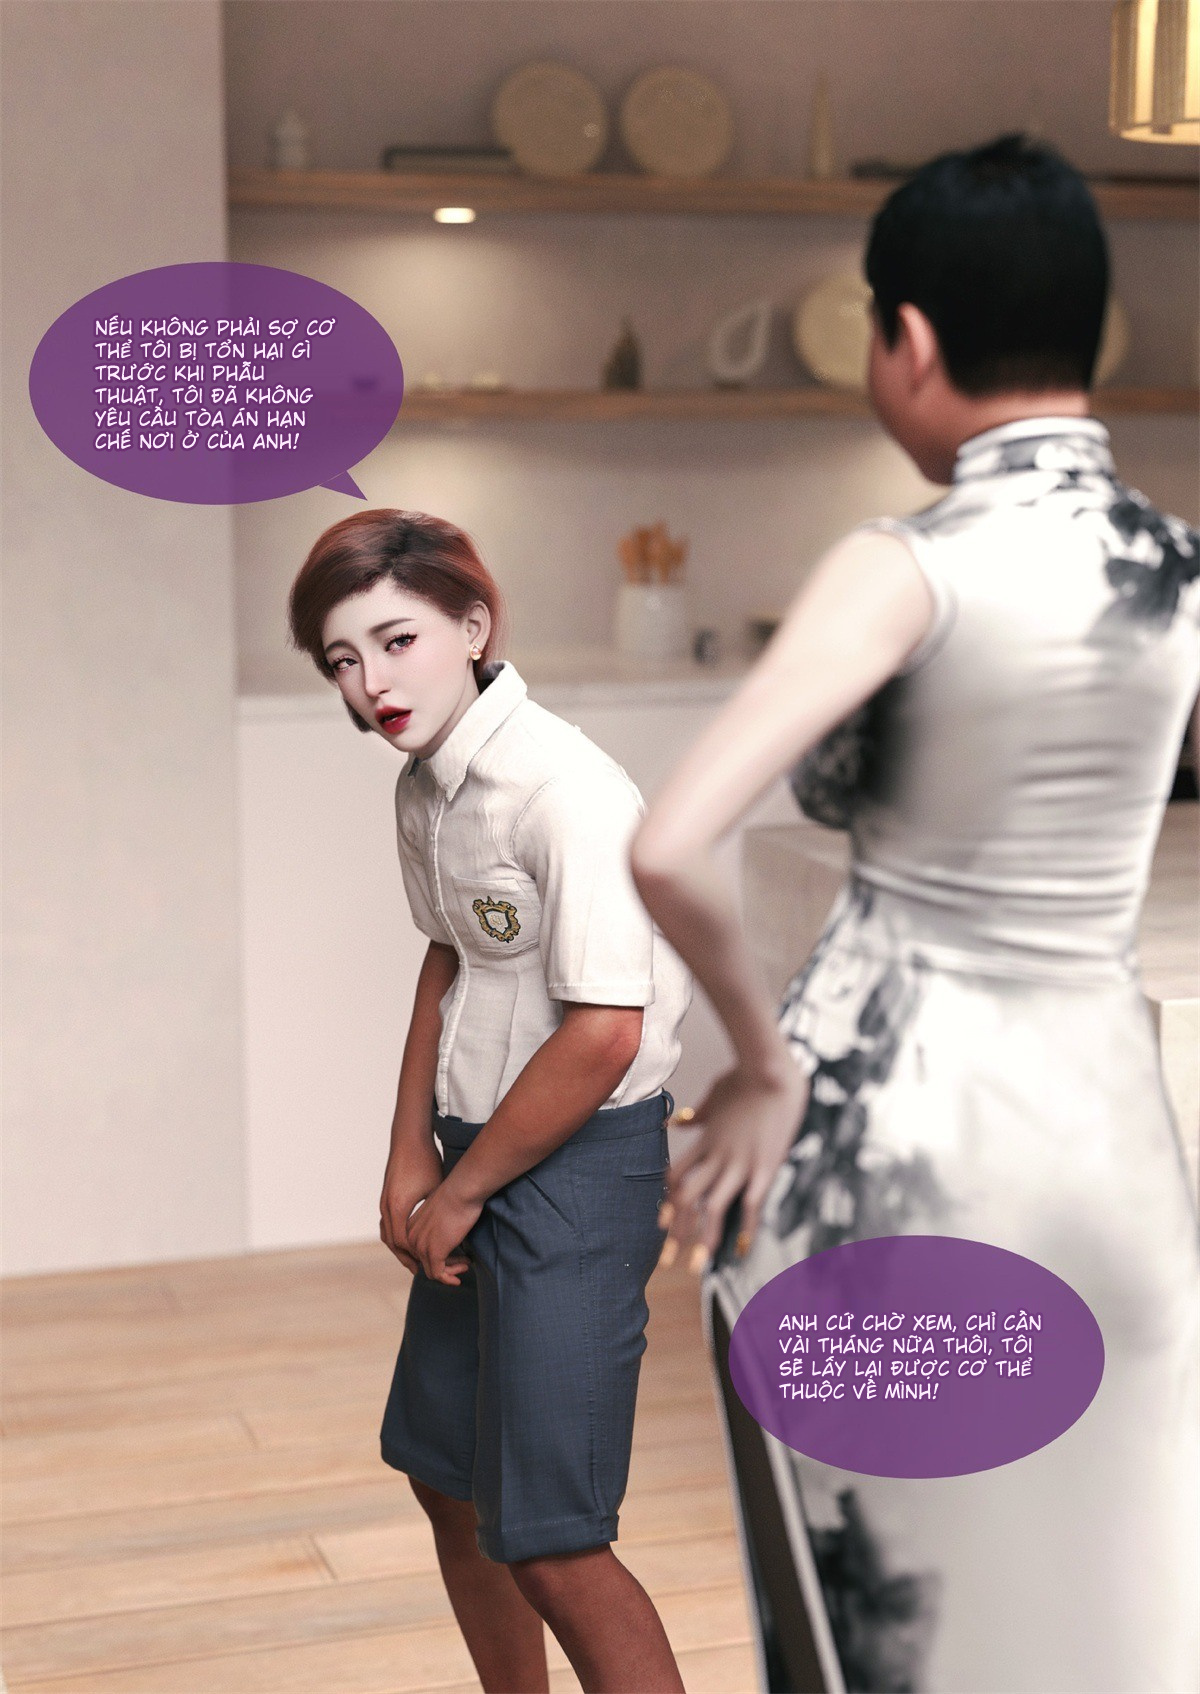 NẾU KHÔNG PHẢI SỢ CƠ
THỂ TÔI BỊ TỔN HẠI GÌ
TRƯỚC KHI PHẪU
THUẬT, TÔI ĐÃ KHÔNG
YÊU CẦU TÒA ÁN HẠN
CHẾ NƠI Ở CỦA ANH!
ANH CỨ CHỜ XEM, CHỈ CẦN
VÀI THÁNG NỮA THÔI, TÔI
SẼ LẤY LẠI ĐƯỢC CƠ THỂ
THUỘC VỀ MÌNH!